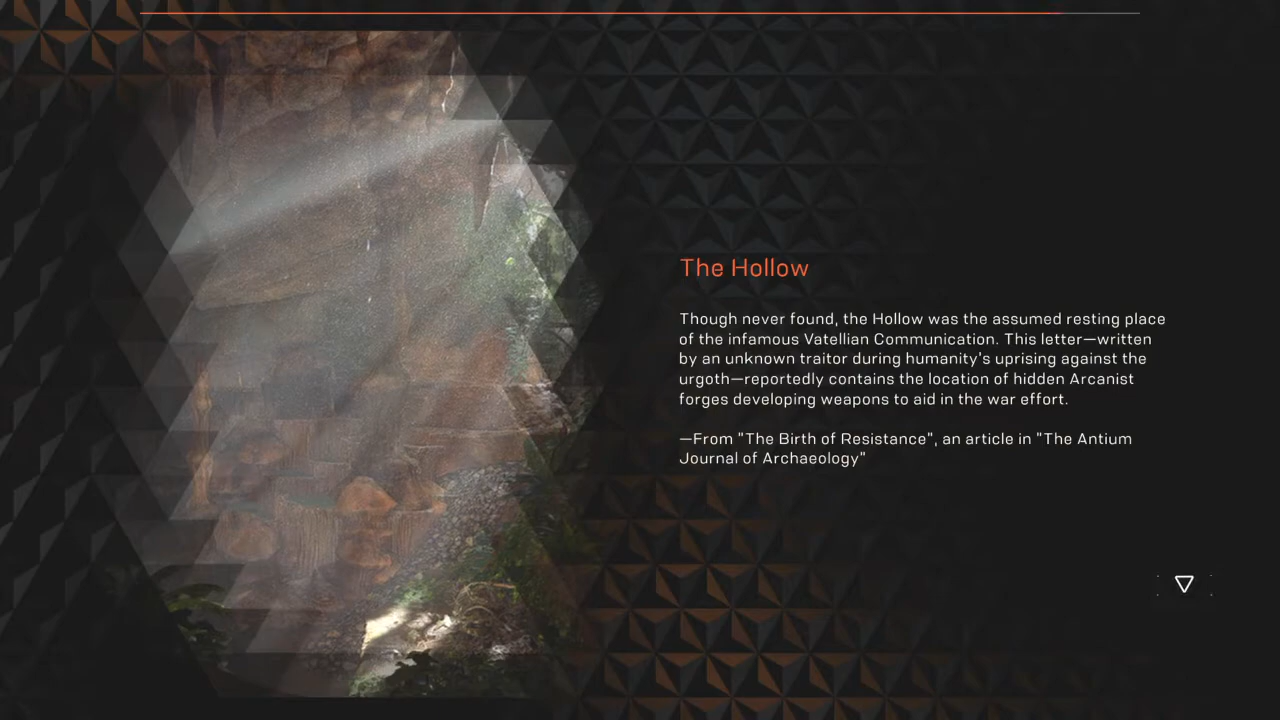 The Hollow
Though never found, the Hollow was the assumed resting place
of the infamous Vatellian Communication. This letter—written
by an unknown traitor during humanity's uprising against the
urgoth—reportedly contains the location of hidden Arcanist
forges developing weapons to aid in the war effort.
—From "The Birth of Resistance", an article in "The Antium
Journal of Archaeology"